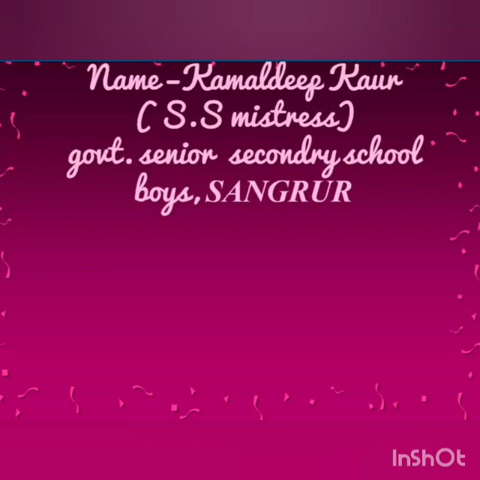 Name-Kamaldeep Kaur
( S.S mistress)
govt. senior secondry school
boys, SANGRUR
InShOt